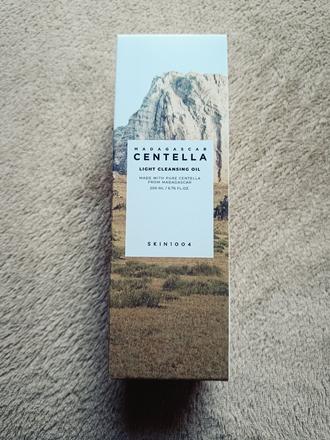 MADAGASCAR
CENTELLA
LIGHT CLEANSING OIL
MADE WITH PURE CENTELLA
FROM MADAGASCAR
200 ML / 6.76 FL.OZ
SKIN1004